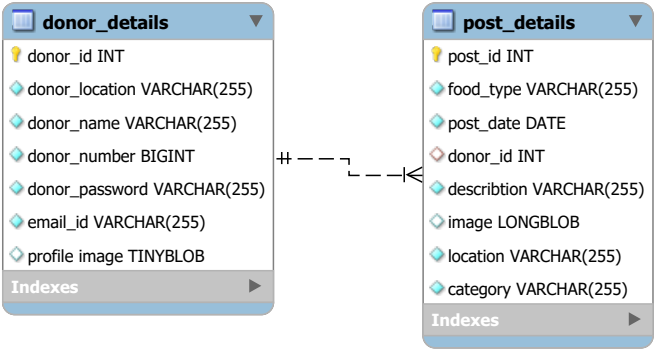 donor_details
donor_id INT
donor_location VARCHAR(255)
donor_name VARCHAR(255)
donor_number BIGINT
donor_password VARCHAR(255)
email_id VARCHAR(255)
profile image TINYBLOB
Indexes
post_details
post_id INT
food_type VARCHAR(255)
post_date DATE
donor_id INT
describtion VARCHAR(255)
image LONGBLOB
location VARCHAR(255)
category VARCHAR(255)
Indexes